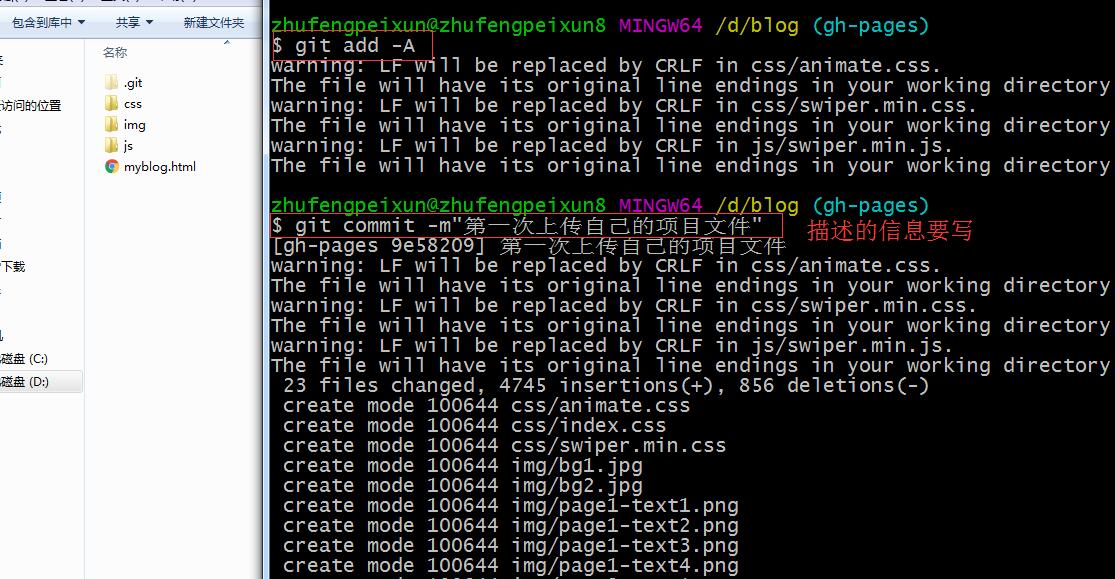 包含到库中 共享 新建文件夹
名称
.git
css
访问的位置
img
js
myblog.html
下载
磁盘 (C:)
磁盘 (D:)
zhufengpeixun@zhufengpeixun8 MINGW64 /d/blog (gh-pages)
$ git add -A
warning: LF will be replaced by CRLF in css/animate.css.
The file will have its original line endings in your working directory
warning: LF will be replaced by CRLF in css/swiper.min.css.
The file will have its original line endings in your working directory
warning: LF will be replaced by CRLF in js/swiper.min.js.
The file will have its original line endings in your working directory
zhufengpeixun@zhufengpeixun8 MINGW64 /d/blog (gh-pages)
$ git commit -m"第一次上传自己的项目文件" 描述的信息要写
[gh-pages 9e58209] 第一次上传自己的项目文件
warning: LF will be replaced by CRLF in css/animate.css.
The file will have its original line endings in your working directory
warning: LF will be replaced by CRLF in css/swiper.min.css.
The file will have its original line endings in your working directory
warning: LF will be replaced by CRLF in js/swiper.min.js.
The file will have its original line endings in your working directory
23 files changed, 4745 insertions(+), 856 deletions(-)
create mode 100644 css/animate.css
create mode 100644 css/index.css
create mode 100644 css/swiper.min.css
create mode 100644 img/bg1.jpg
create mode 100644 img/bg2.jpg
create mode 100644 img/page1-text1.png
create mode 100644 img/page1-text2.png
create mode 100644 img/page1-text3.png
create mode 100644 img/page1-text4.png